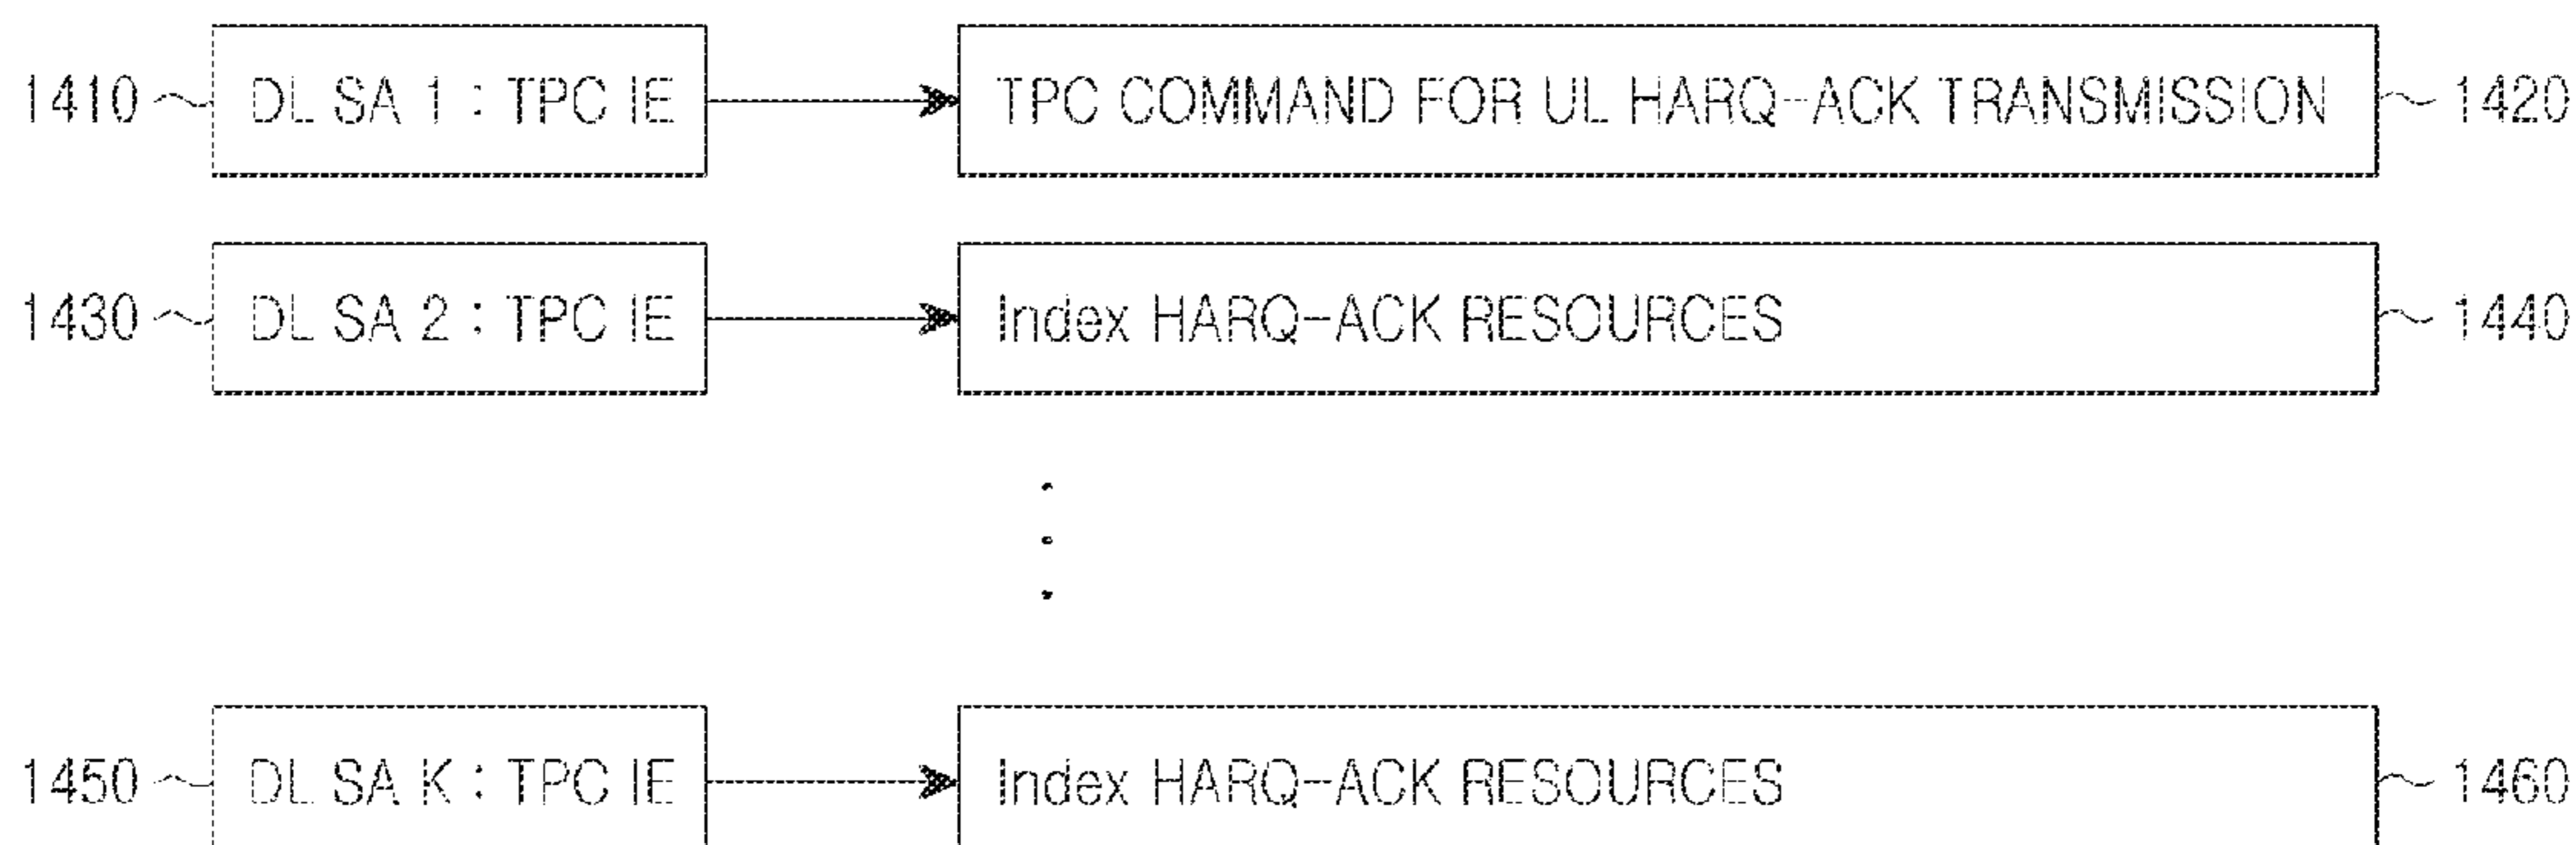 1410 DL SA 1 : TPC IE TPC COMMAND FOR UL HARQ-ACK TRANSMISSION 1420
1430 DL SA 2 : TPC IE Index HARQ-ACK RESOURCES 1440
1450 DL SA K : TPC IE Index HARQ-ACK RESOURCES 1460